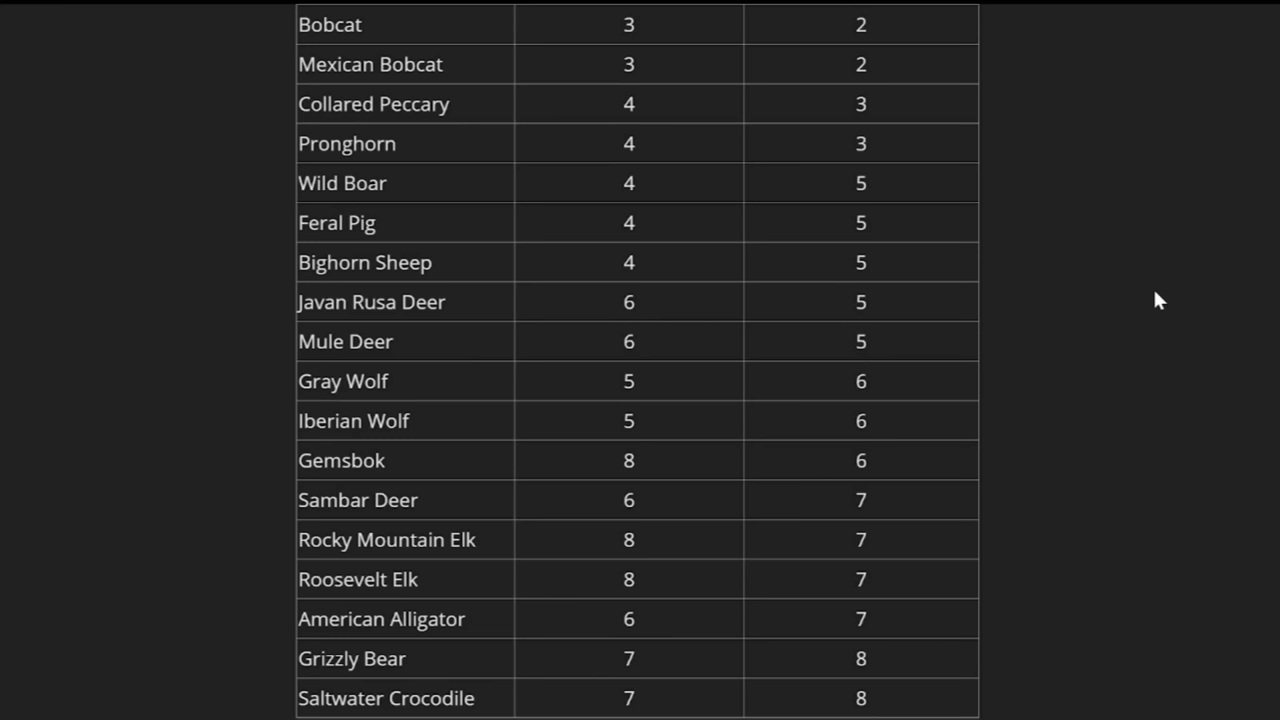 Bobcat 3 2
Mexican Bobcat 3 2
Collared Peccary 4 3
Pronghorn 4 3
Wild Boar 4 5
Feral Pig 4 5
Bighorn Sheep 4 5
Javan Rusa Deer 6 5
Mule Deer 6 5
Gray Wolf 5 6
Iberian Wolf 5 6
Gemsbok 8 6
Sambar Deer 6 7
Rocky Mountain Elk 8 7
Roosevelt Elk 8 7
American Alligator 6 7
Grizzly Bear 7 8
Saltwater Crocodile 7 8